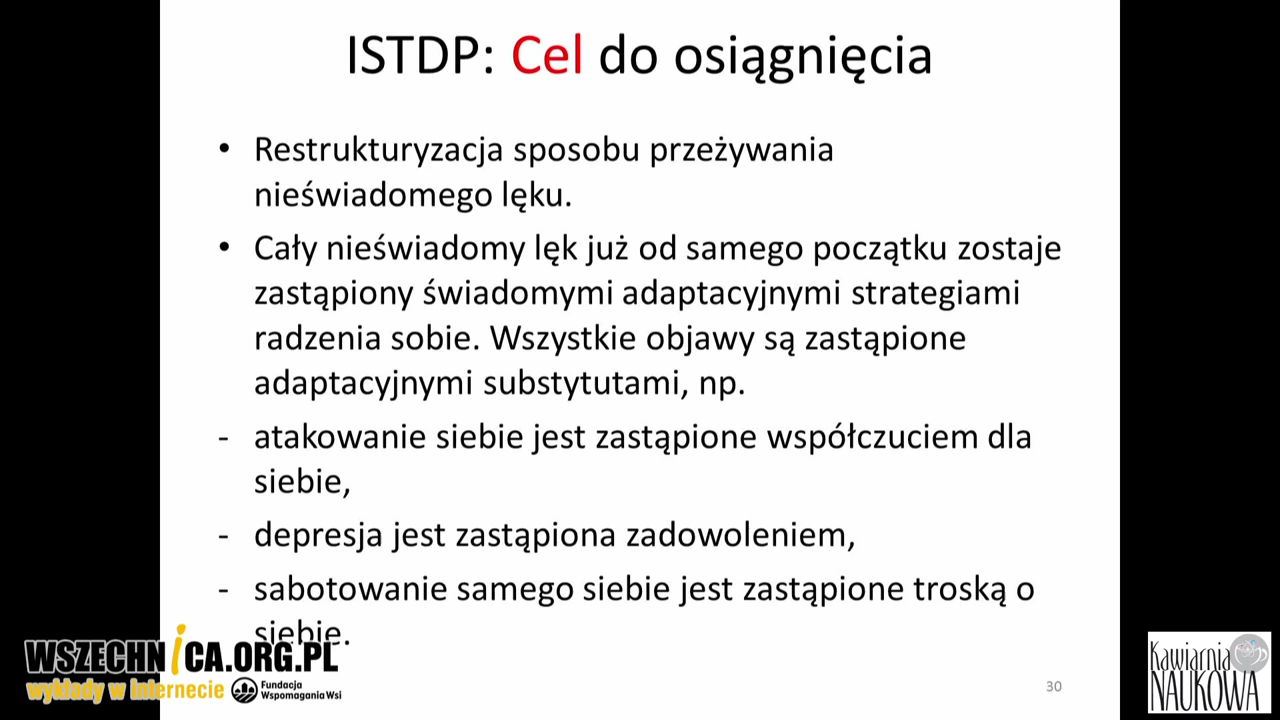 ISTDP: Cel do osiągnięcia
• Restrukturyzacja sposobu przeżywania
nieświadomego lęku.
• Cały nieświadomy lęk już od samego początku zostaje
zastąpiony świadomymi adaptacyjnymi strategiami
radzenia sobie. Wszystkie objawy są zastąpione
adaptacyjnymi substytutami, np.
- atakowanie siebie jest zastąpione współczuciem dla
siebie,
- depresja jest zastąpiona zadowoleniem,
- sabotowanie samego siebie jest zastąpione troską o
siebie.
WSZECHNiCA.ORG.PL
wykłady w internecie
Fundacja
Wspomagania Wsi
30
Kawiarnia
NAUKOWA